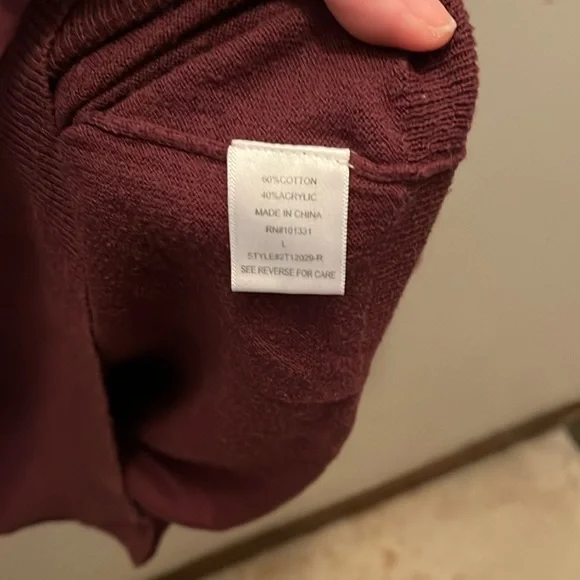 60%COTTON
40%ACRYLIC
MADE IN CHINA
RN#101331
L
STYLE#2T12029-R
SEE REVERSE FOR CARE